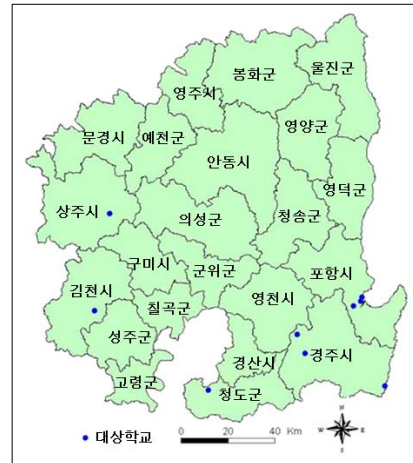 울진군
봉화군
영주시
영양군
문경시
예천군
안동시
영덕군
상주시
의성군
청송군
구미시
군위군
포항시
김천시
칠곡군
영천시
성주군
경산시
경주시
고령군
청도군
대상학교
0 20 40 Km
N
W E
S